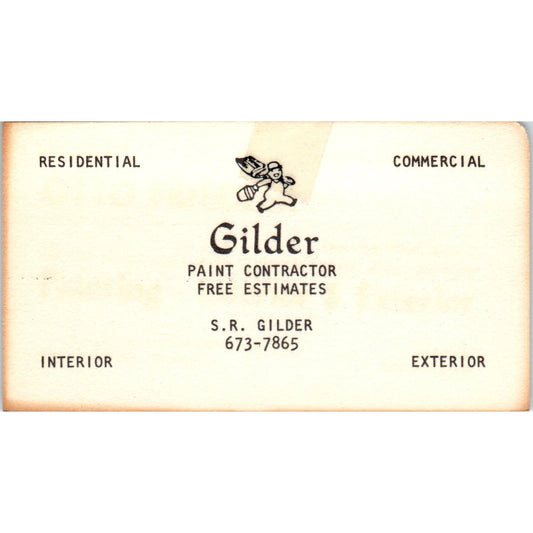 RESIDENTIAL COMMERCIAL
Gilder
PAINT CONTRACTOR
FREE ESTIMATES
S.R. GILDER
673-7865
INTERIOR EXTERIOR